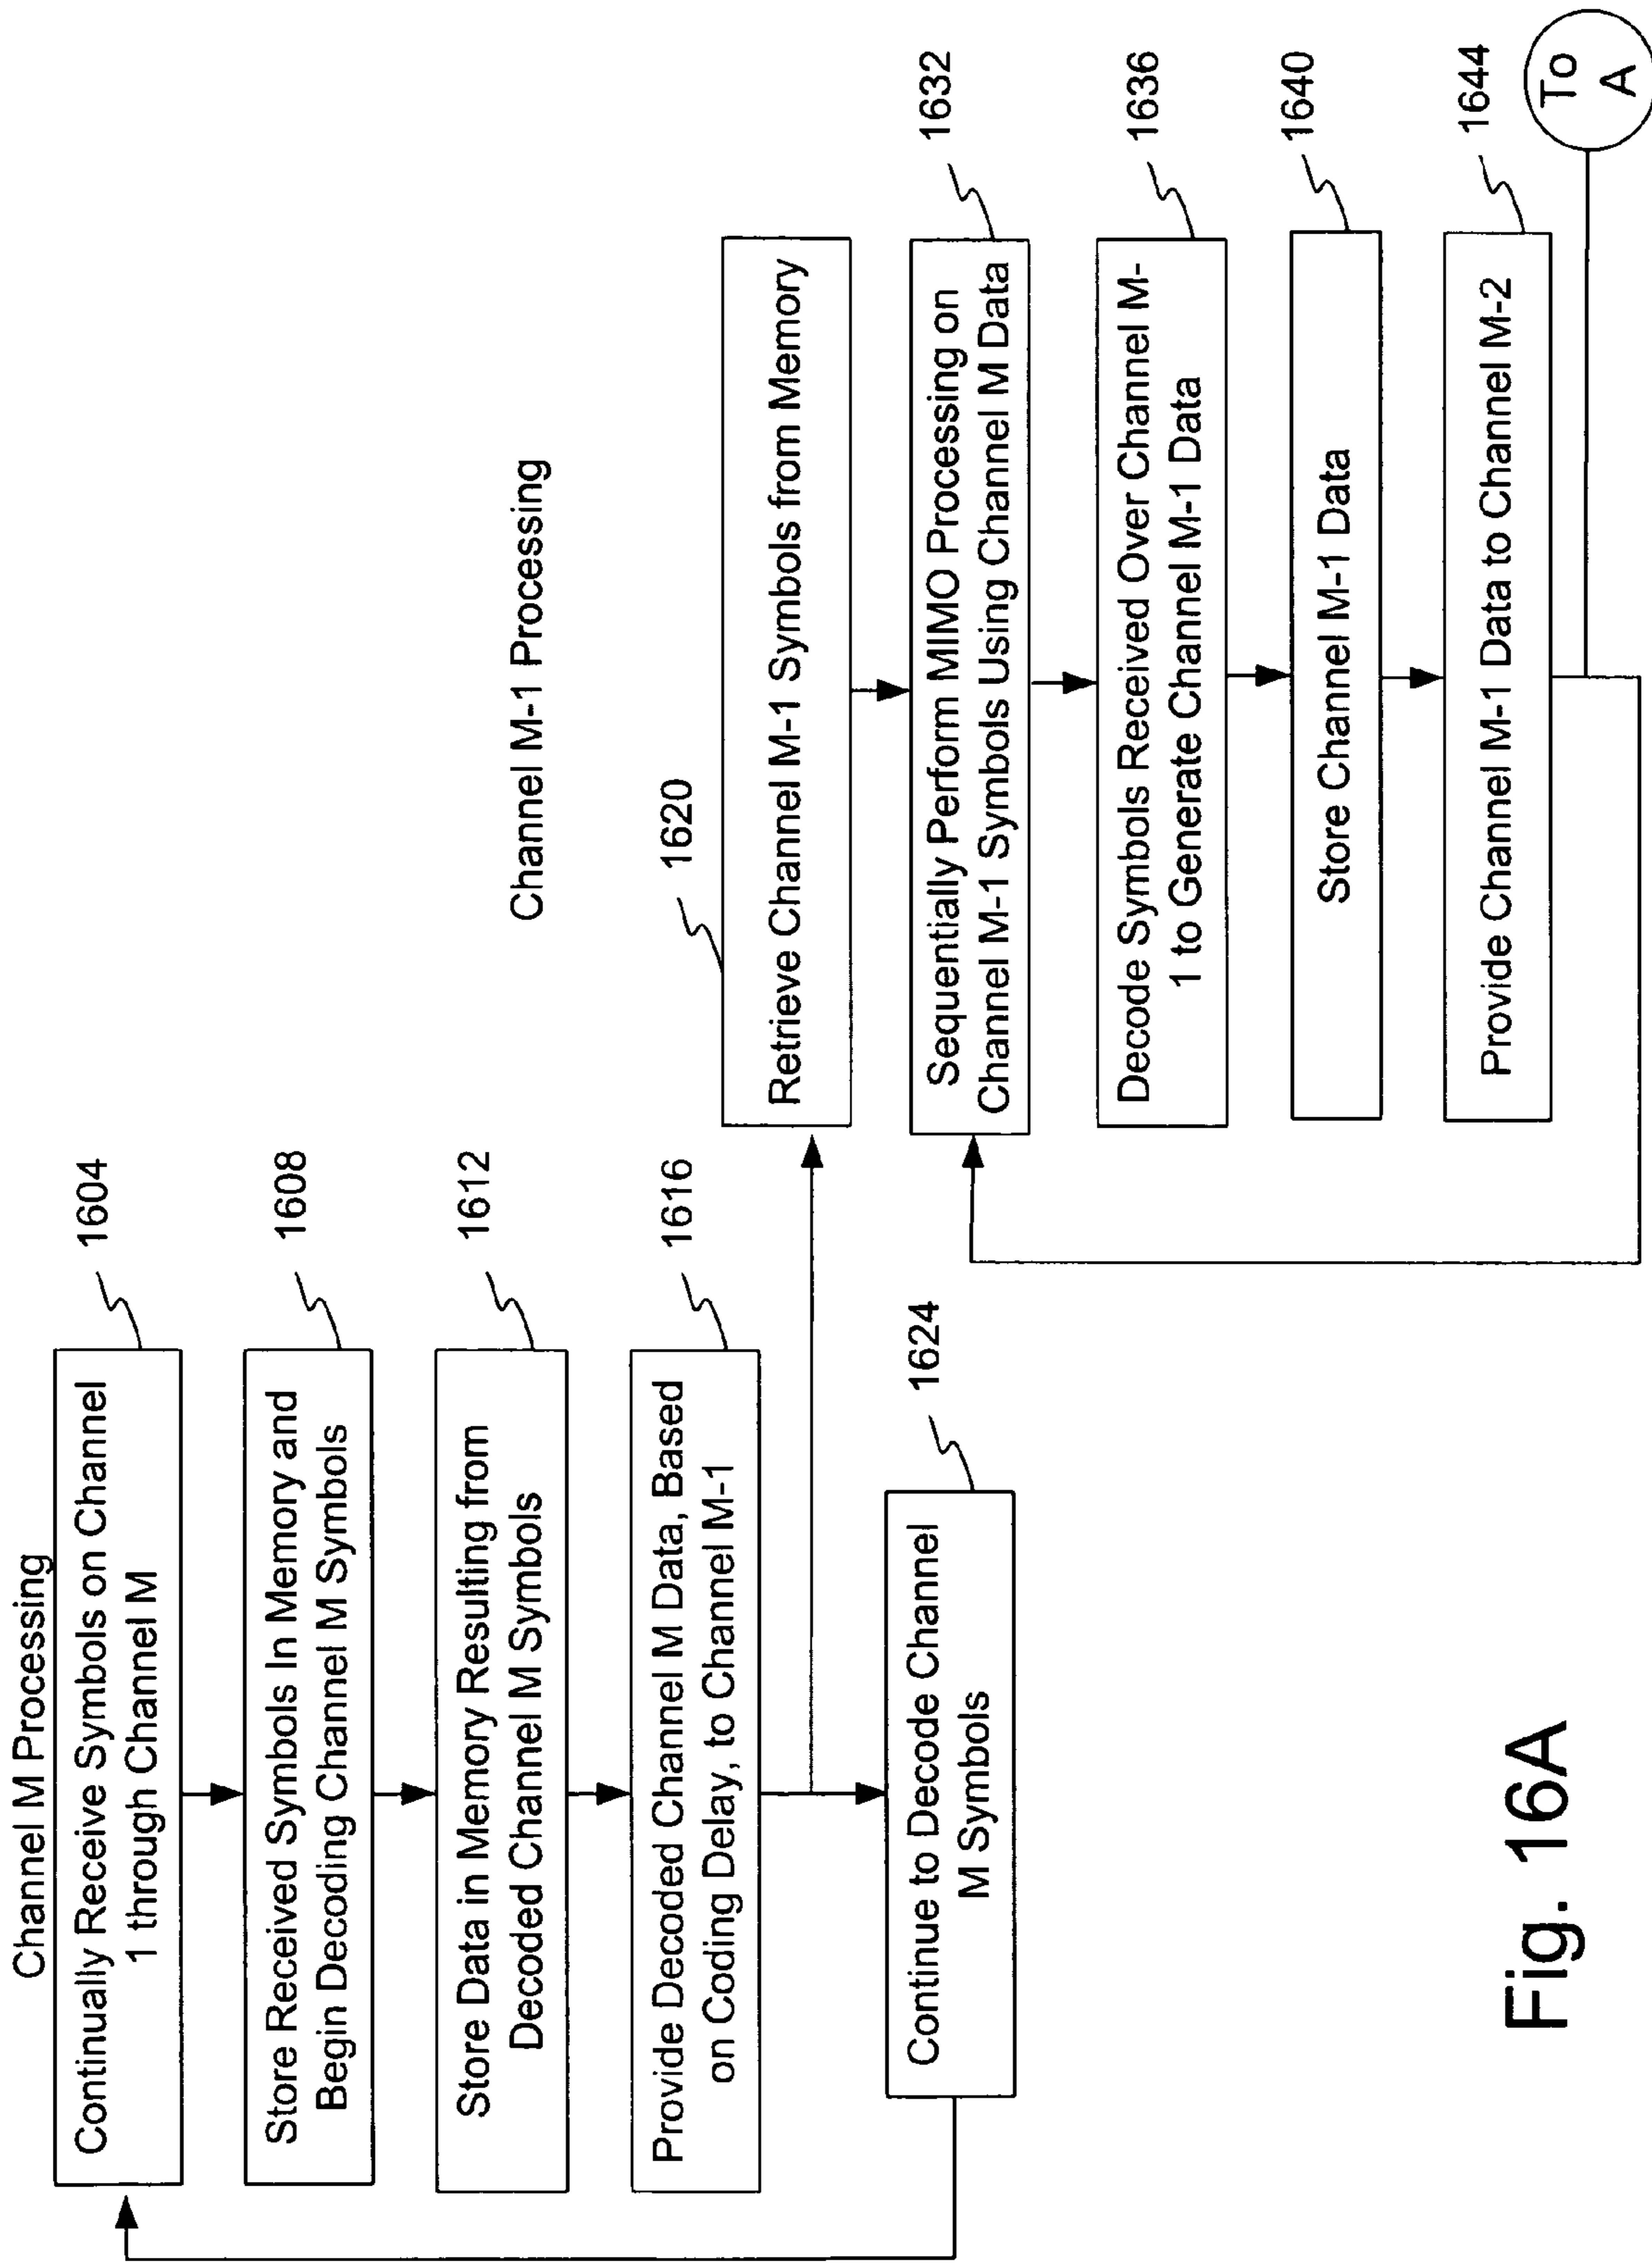 Channel M Processing
Continually Receive Symbols on Channel
1 through Channel M
1604
Store Received Symbols In Memory and
Begin Decoding Channel M Symbols
1608
Store Data in Memory Resulting from
Decoded Channel M Symbols
1612
Provide Decoded Channel M Data, Based
on Coding Delay, to Channel M-1
1616
Continue to Decode Channel
M Symbols
1624
Channel M-1 Processing
1620
Retrieve Channel M-1 Symbols from Memory
Sequentially Perform MIMO Processing on
Channel M-1 Symbols Using Channel M Data
1632
Decode Symbols Received Over Channel M-
1 to Generate Channel M-1 Data
1636
Store Channel M-1 Data
1640
Provide Channel M-1 Data to Channel M-2
1644
To
A
Fig. 16A